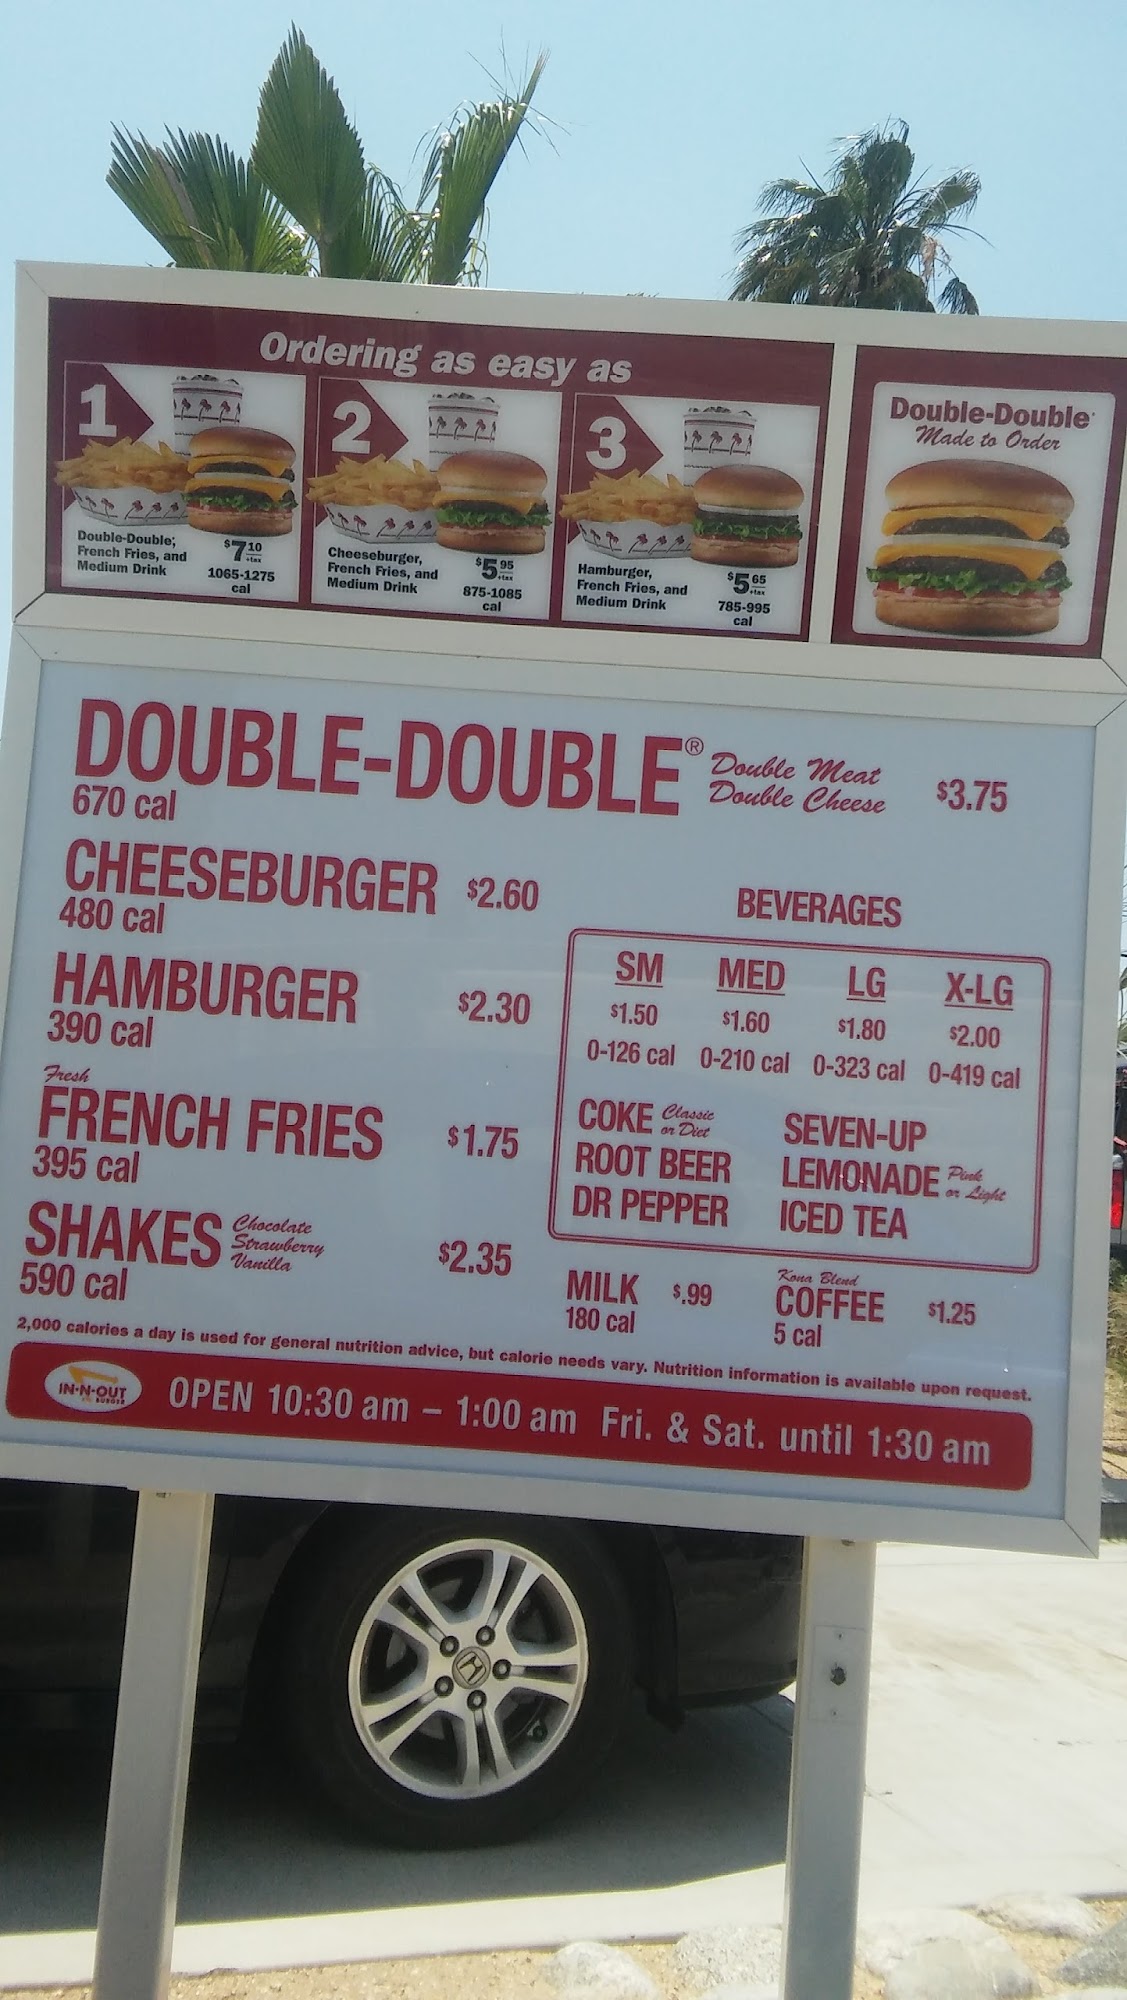 Ordering as easy as
1
Double-Double,
French Fries, and
Medium Drink
$7.10
+tax
1065-1275
cal
2
Cheeseburger,
French Fries, and
Medium Drink
$5.95
+tax
875-1085
cal
3
Hamburger,
French Fries, and
Medium Drink
$5.65
+tax
785-995
cal
Double-Double
Made to Order
DOUBLE-DOUBLE® Double Meat
Double Cheese $3.75
670 cal
CHEESEBURGER $2.60
480 cal
HAMBURGER $2.30
390 cal
Fresh
FRENCH FRIES $1.75
395 cal
SHAKES Chocolate
Strawberry
Vanilla $2.35
590 cal
BEVERAGES
SM MED LG X-LG
$1.50 $1.60 $1.80 $2.00
0-126 cal 0-210 cal 0-323 cal 0-419 cal
COKE Classic
or Diet
ROOT BEER
DR PEPPER
SEVEN-UP
LEMONADE Pink
or Light
ICED TEA
MILK $.99
180 cal
Kona Blend
COFFEE $1.25
5 cal
2,000 calories a day is used for general nutrition advice, but calorie needs vary. Nutrition information is available upon request.
IN-N-OUT
BURGER
OPEN 10:30 am – 1:00 am Fri. & Sat. until 1:30 am